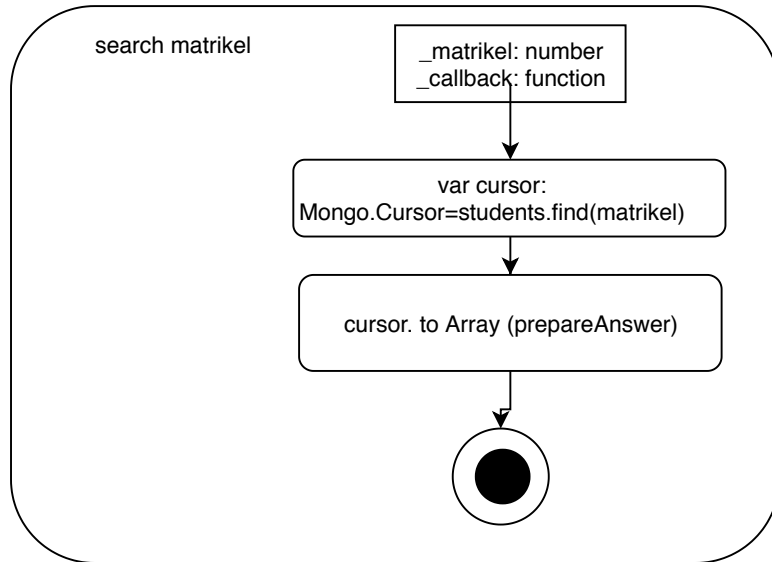 search matrikel
_matrikel: number
_callback: function
var cursor:
Mongo.Cursor=students.find(matrikel)
cursor. to Array (prepareAnswer)